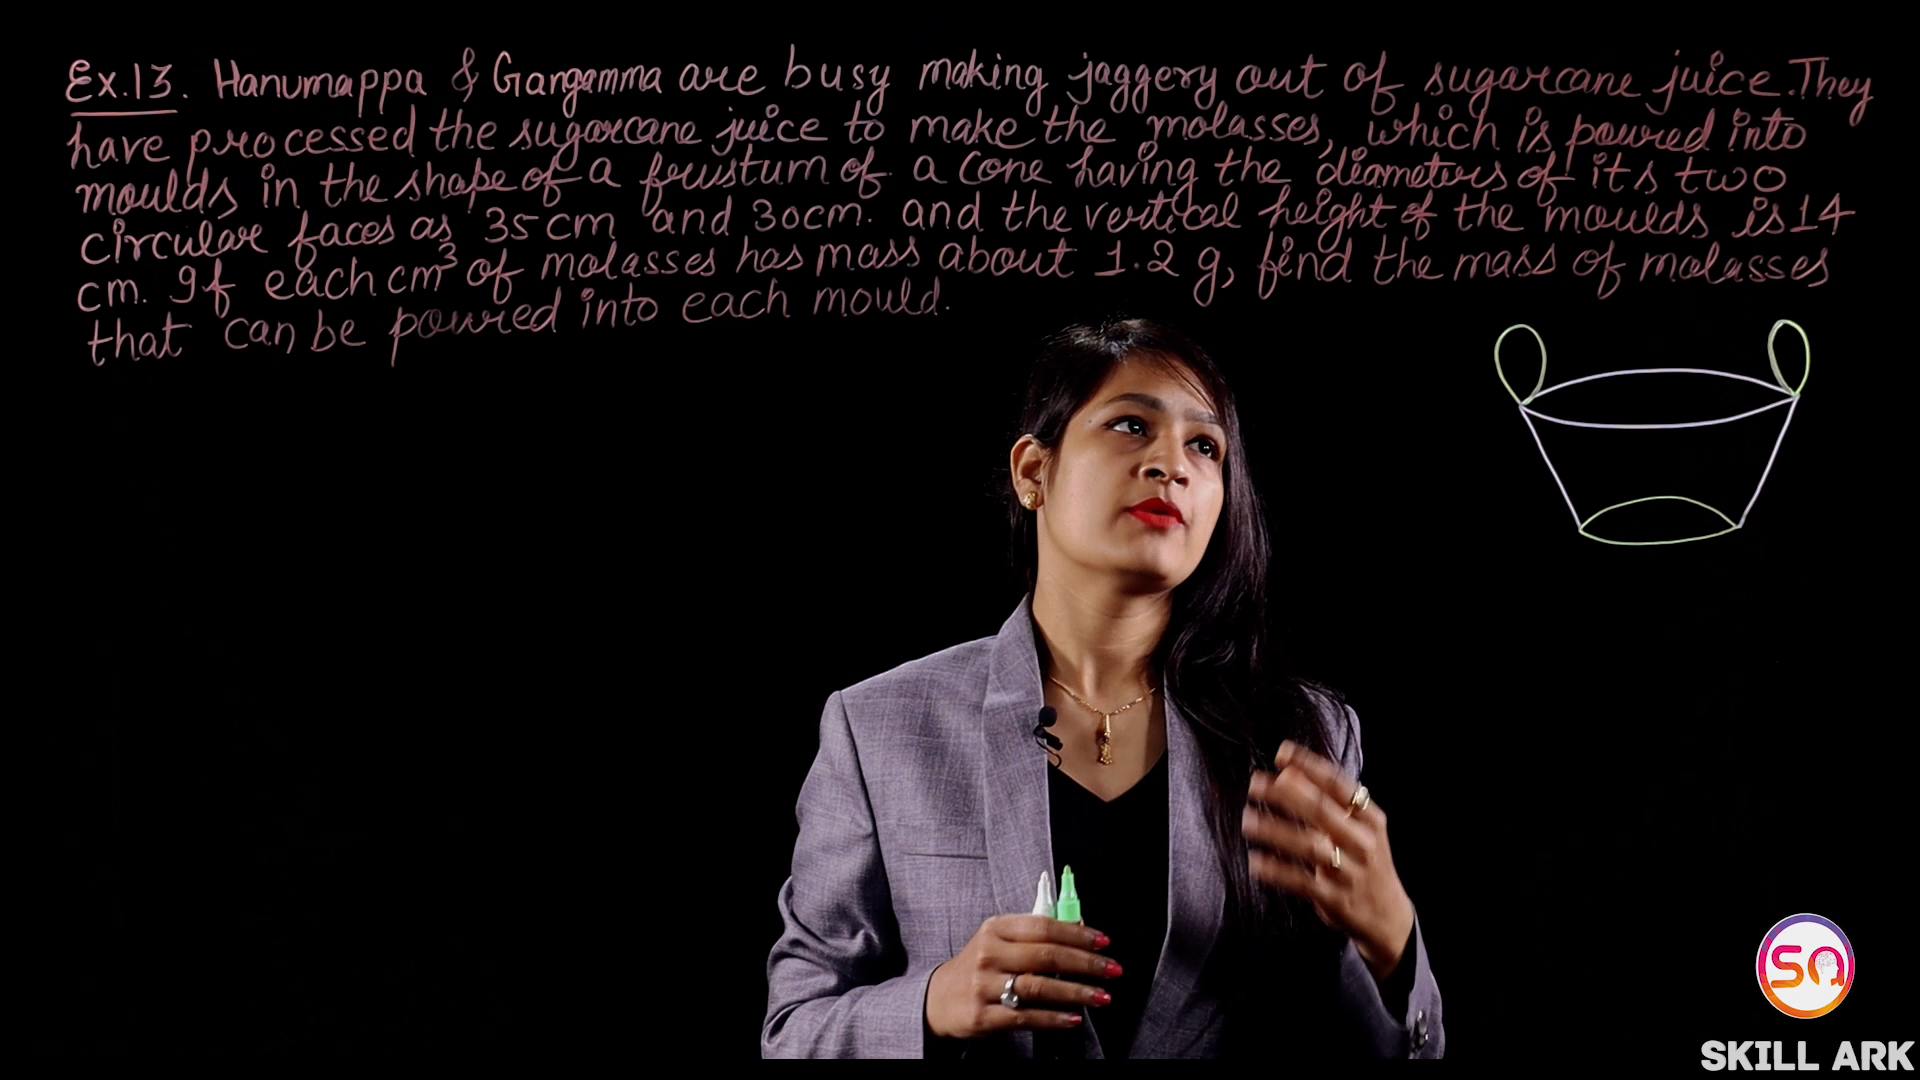 Ex.13. Hanumappa & Gangamma are busy making jaggery out of sugarcane juice. They
have processed the sugarcane juice to make the molasses, which is poured into
moulds in the shape of a frustum of a cone having the diameters of its two
circular faces as 35 cm and 30cm. and the vertical height of the moulds is 14
cm. If each cm³ of molasses has mass about 1.2 g, find the mass of molasses
that can be poured into each mould.
SA
SKILL ARK